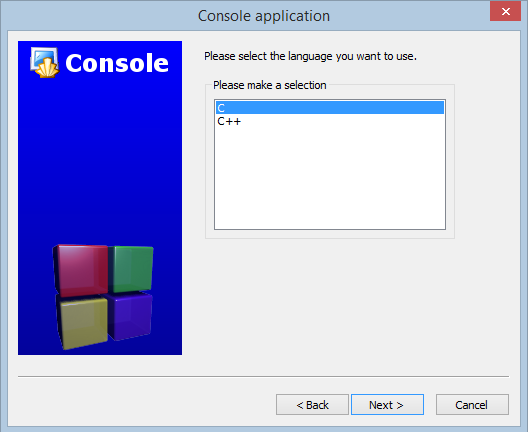 Console application
Console
Please select the language you want to use.
Please make a selection
C
C++
< Back
Next >
Cancel